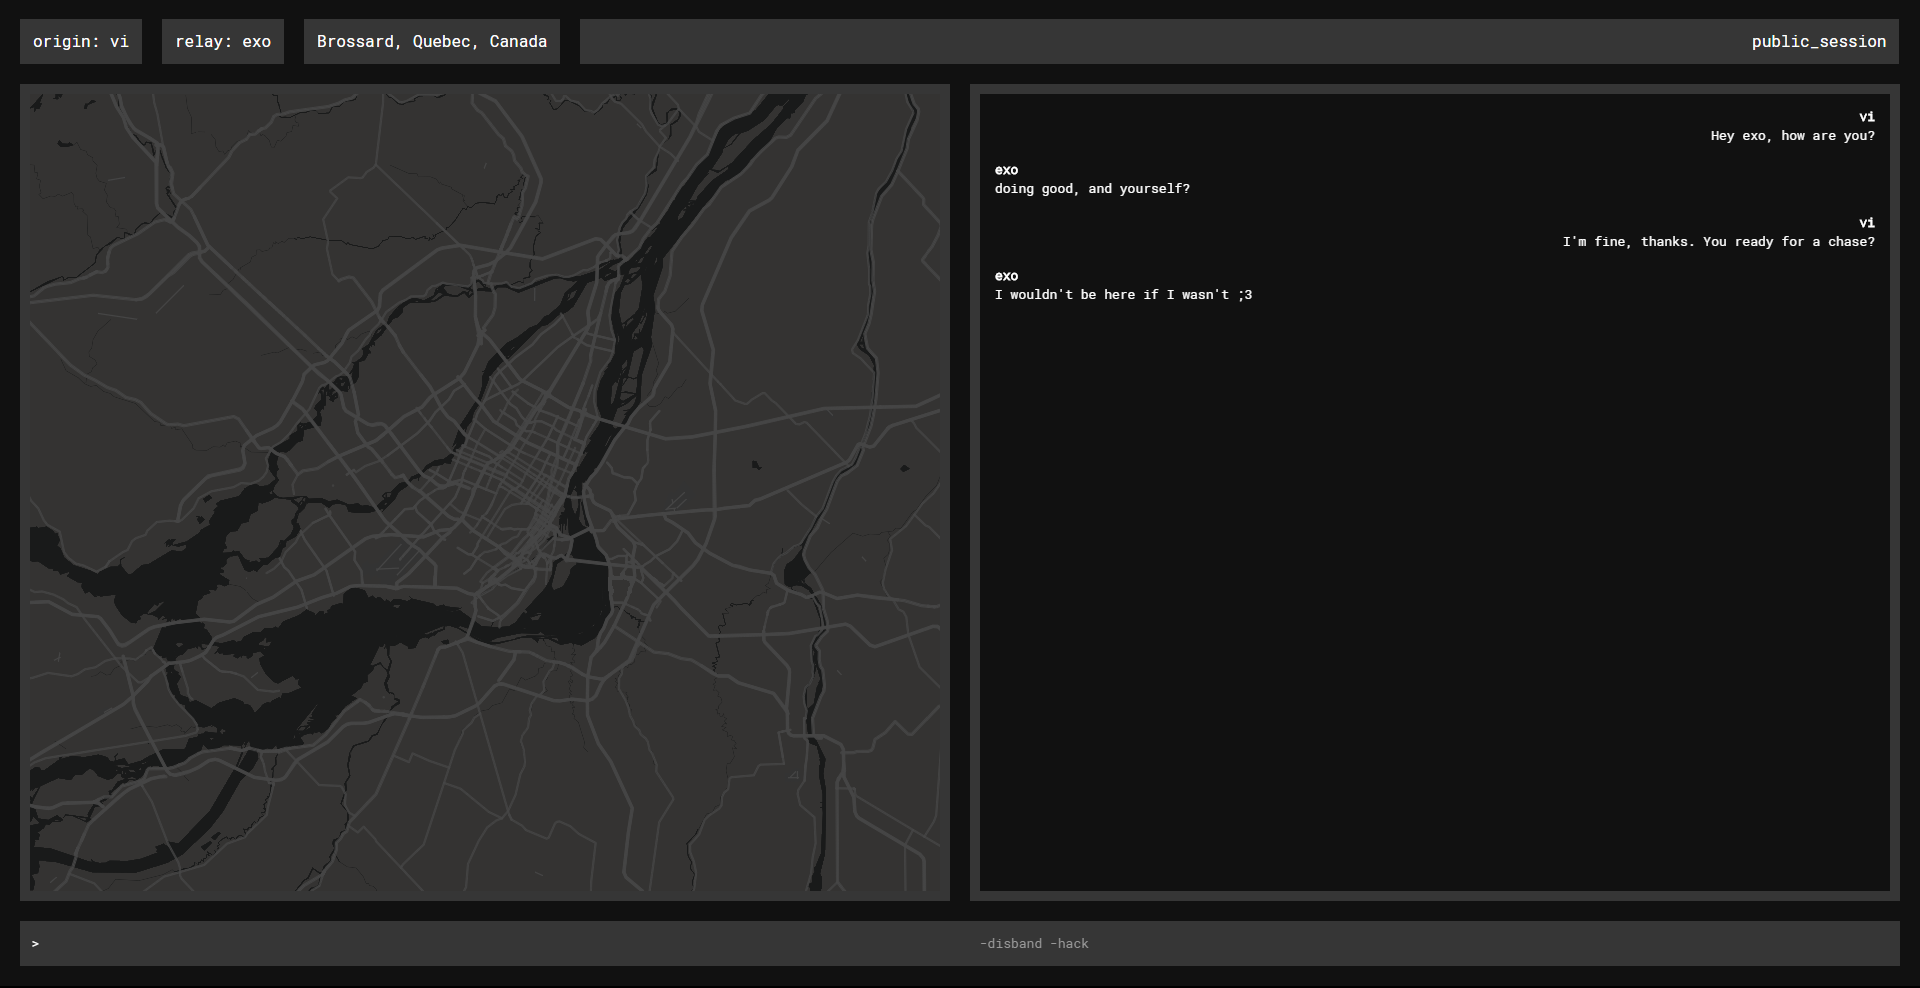 origin: vi
relay: exo
Brossard, Quebec, Canada
public_session
vi
Hey exo, how are you?
exo
doing good, and yourself?
vi
I'm fine, thanks. You ready for a chase?
exo
I wouldn't be here if I wasn't ;3
>
-disband -hack